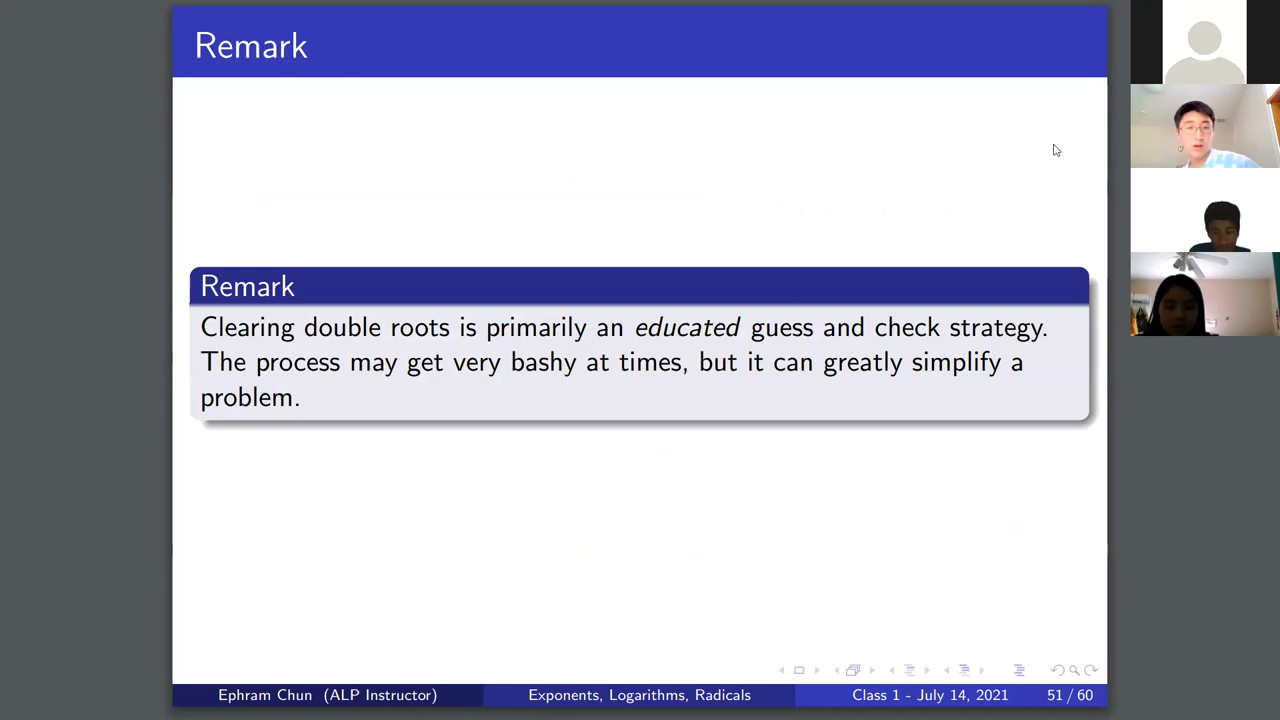 Remark
Remark
Clearing double roots is primarily an educated guess and check strategy.
The process may get very bashy at times, but it can greatly simplify a
problem.
Ephram Chun (ALP Instructor) Exponents, Logarithms, Radicals Class 1 - July 14, 2021 51 / 60